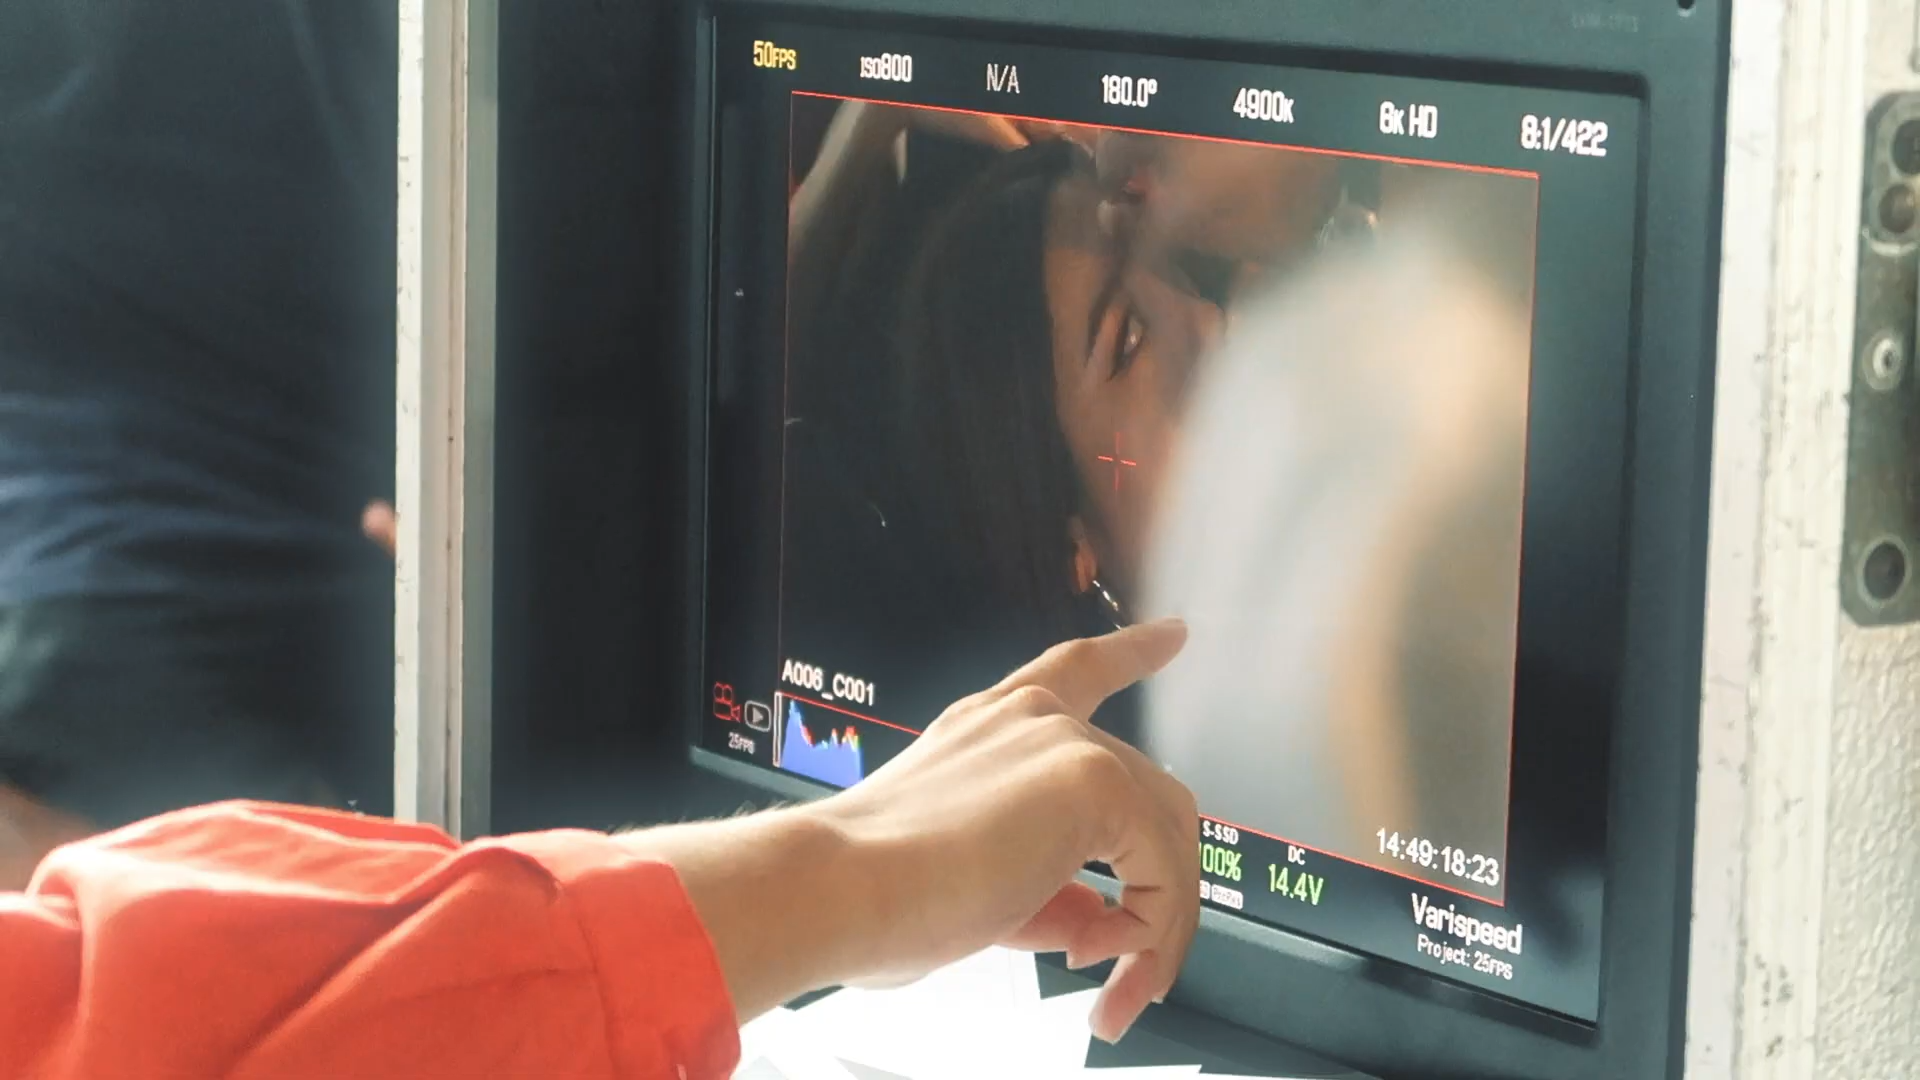 50FPS
ISO800
N/A
180.0°
4900K
6K HD
8:1/422
A006_C001
25FPS
S-SSD
00%
DC
14.4V
14:49:18:23
Varispeed
Project: 25FPS